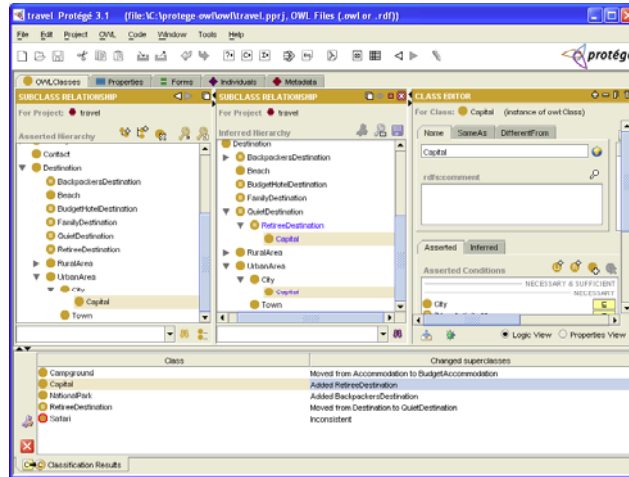 travel Protégé 3.1 (file:\C:\protege-owl\owl\travel.pprj, OWL Files (.owl or .rdf))
File Edit Project OWL Code Window Tools Help
protégé
OWLClasses Properties Forms Individuals Metadata
SUBCLASS RELATIONSHIP
For Project: travel
Asserted Hierarchy
Contact
Destination
BackpackersDestination
Beach
BudgetHotelDestination
FamilyDestination
QuietDestination
RetireeDestination
RuralArea
UrbanArea
City
Capital
Town
SUBCLASS RELATIONSHIP
For Project travel
Inferred Hierarchy
Destination
BackpackersDestination
Beach
BudgetHotelDestination
FamilyDestination
QuietDestination
RetireeDestination
Capital
RuralArea
UrbanArea
City
Capital
Town
CLASS EDITOR
For Class: Capital (instance of owl:Class)
Name SameAs DifferentFrom
Capital
rdfs:comment
Asserted Inferred
Asserted Conditions
NECESSARY & SUFFICIENT
NECESSARY
City
Logic View Properties View
Class Changed superclasses
Campground Moved from Accommodation to BudgetAccommodation
Capital Added RetireeDestination
NationalPark Added BackpackersDestination
RetireeDestination Moved from Destination to QuietDestination
Safari Inconsistent
Classification Results